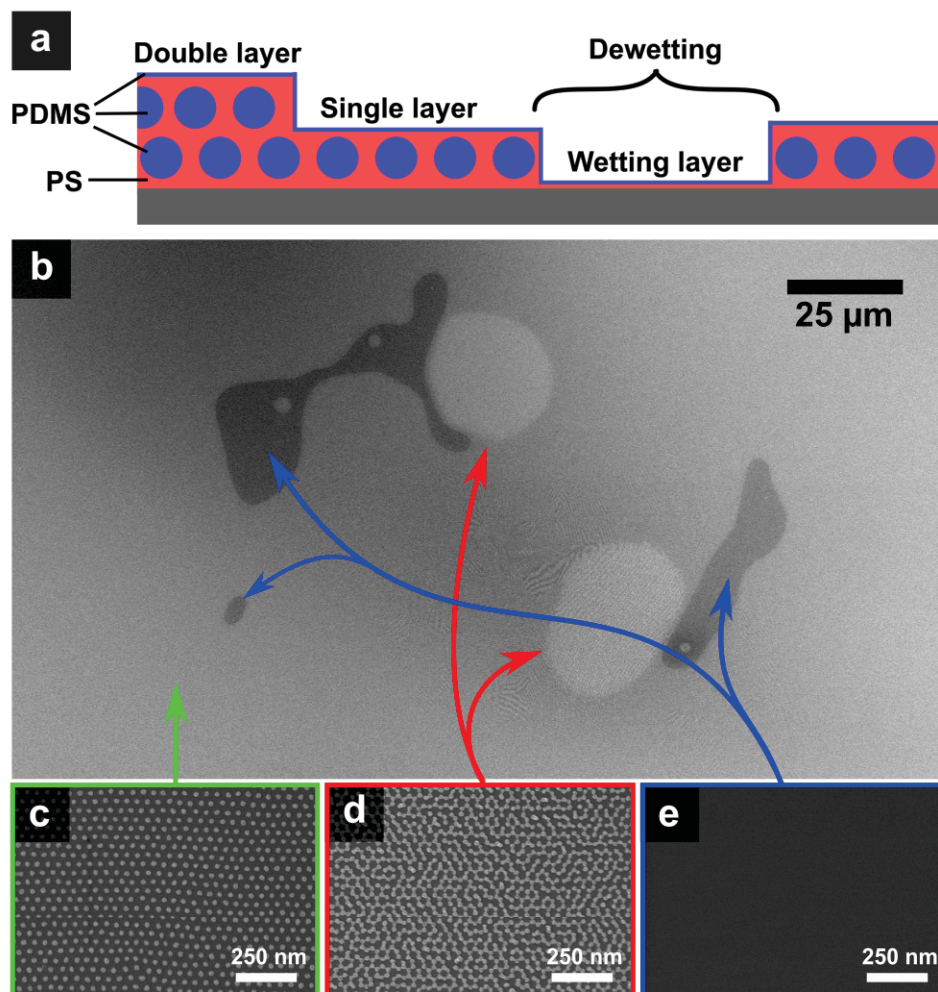 a
Double layer
Dewetting
PDMS
Single layer
Wetting layer
PS
b
25 µm
c
250 nm
d
250 nm
e
250 nm